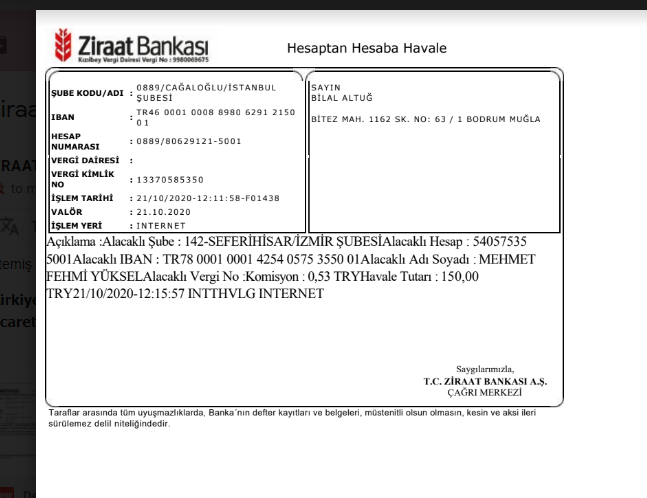 Ziraat Bankası
Kızılbey Vergi Dairesi Vergi No : 9980069675
Hesaptan Hesaba Havale
ŞUBE KODU/ADI : 0889/CAĞALOĞLU/İSTANBUL
ŞUBESİ
IBAN : TR46 0001 0008 8980 6291 2150
0 1
HESAP
NUMARASI : 0889/80629121-5001
VERGİ DAİRESİ :
VERGİ KİMLİK
NO : 13370585350
İŞLEM TARİHİ : 21/10/2020-12:11:58-F01438
VALÖR : 21.10.2020
İŞLEM YERİ : INTERNET
SAYIN
BİLAL ALTUĞ
BİTEZ MAH. 1162 SK. NO: 63 / 1 BODRUM MUĞLA
Açıklama :Alacaklı Şube : 142-SEFERİHİSAR/İZMİR ŞUBESİAlacaklı Hesap : 54057535
5001Alacaklı IBAN : TR78 0001 0001 4254 0575 3550 01Alacaklı Adı Soyadı : MEHMET
FEHMİ YÜKSELAlacaklı Vergi No :Komisyon : 0,53 TRYHavale Tutarı : 150,00
TRY21/10/2020-12:15:57 INTTHVLG INTERNET
Saygılarımızla,
T.C. ZİRAAT BANKASI A.Ş.
ÇAĞRI MERKEZİ
Taraflar arasında tüm uyuşmazlıklarda, Banka´nın defter kayıtları ve belgeleri, müstenitli olsun olmasın, kesin ve aksi ileri
sürülemez delil niteliğindedir.